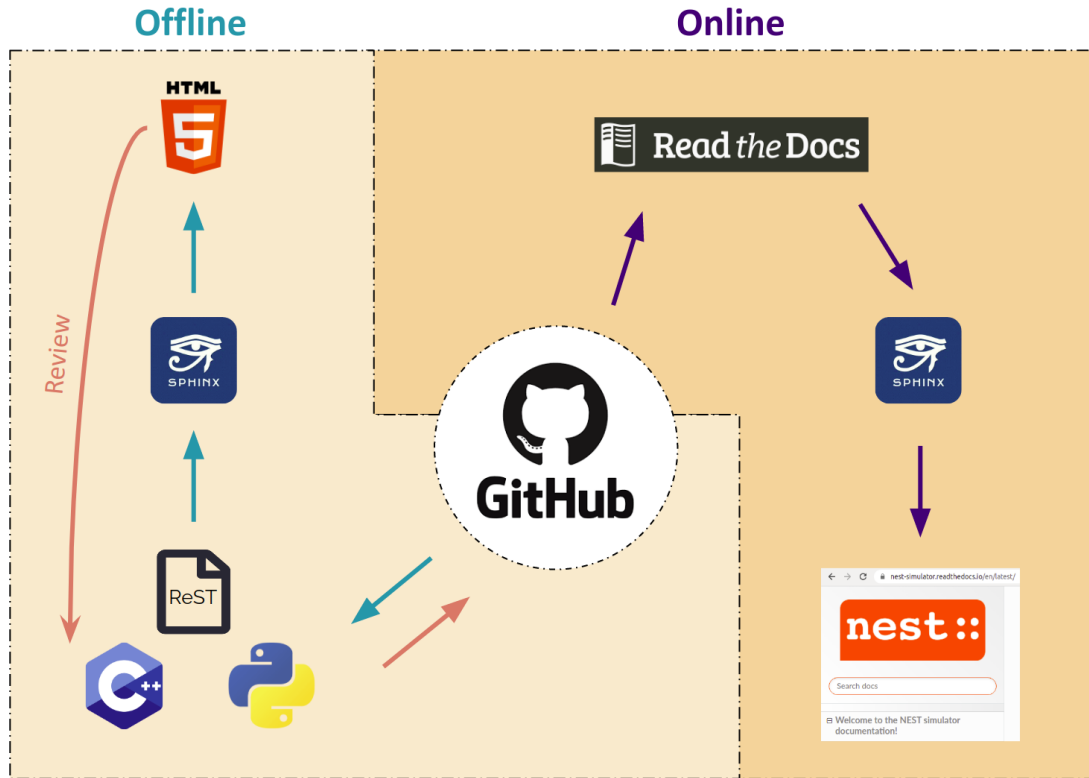 Offline
Online
HTML
5
Read the Docs
Review
SPHINX
SPHINX
GitHub
ReST
C++
nest-simulator.readthedocs.io/en/latest/
nest::
Search docs
Welcome to the NEST simulator
documentation!